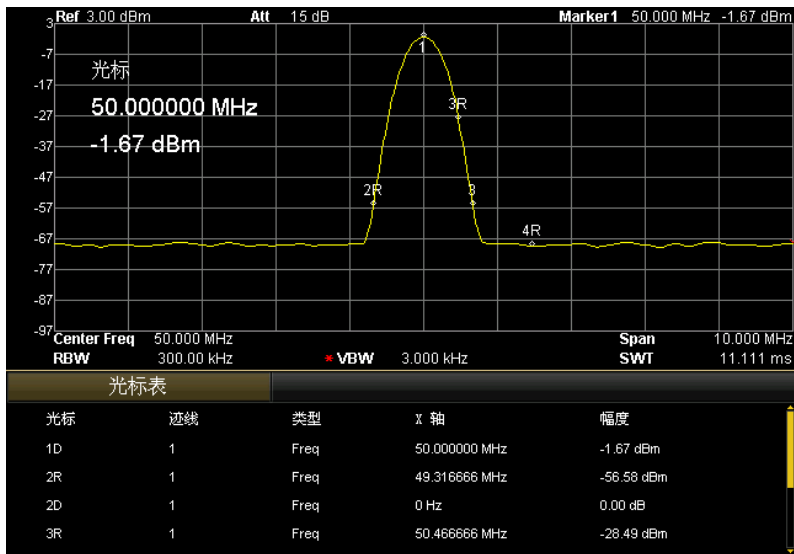 Ref 3.00 dBm Att 15 dB Marker1 50.000 MHz -1.67 dBm
3
-7
-17
-27
-37
-47
-57
-67
-77
-87
-97
光标
50.000000 MHz
-1.67 dBm
1
3R
2R
3
4R
Center Freq 50.000 MHz Span 10.000 MHz
RBW 300.00 kHz * VBW 3.000 kHz SWT 11.111 ms
光标表
光标 迹线 类型 X 轴 幅度
1D 1 Freq 50.000000 MHz -1.67 dBm
2R 1 Freq 49.316666 MHz -56.58 dBm
2D 1 Freq 0 Hz 0.00 dB
3R 1 Freq 50.466666 MHz -28.49 dBm